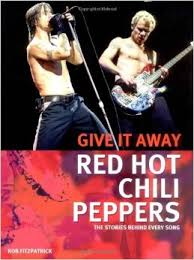 GIVE IT AWAY
RED HOT
CHILI
PEPPERS
THE STORIES BEHIND EVERY SONG
ROB FITZPATRICK